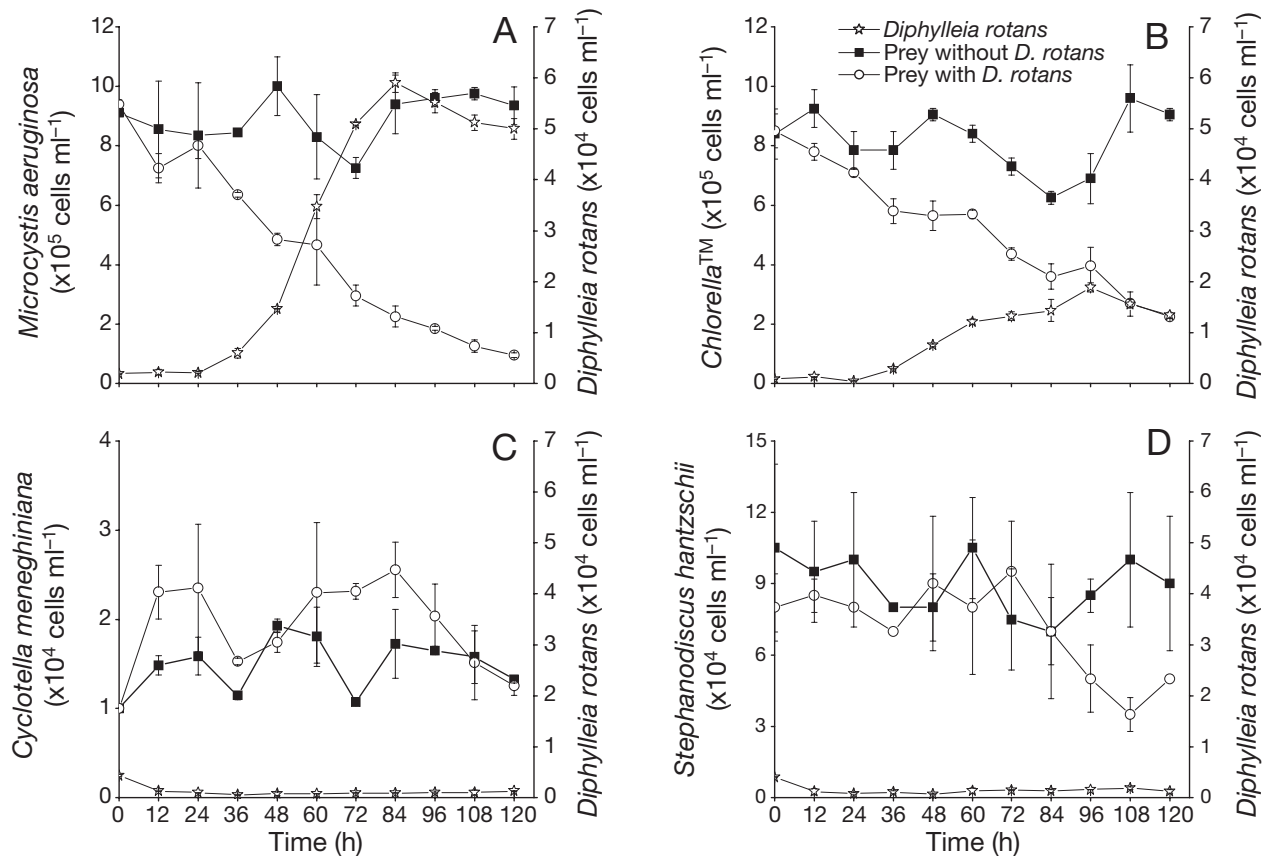 A
Microcystis aeruginosa
(x10⁵ cells ml⁻¹)
12
10
8
6
4
2
0
7
6
5
4
3
2
1
0
Diphylleia rotans (x10⁴ cells ml⁻¹)
B
Diphylleia rotans
Prey without D. rotans
Prey with D. rotans
Chlorella™ (x10⁵ cells ml⁻¹)
12
10
8
6
4
2
0
7
6
5
4
3
2
1
0
Diphylleia rotans (x10⁴ cells ml⁻¹)
C
Cyclotella meneghiniana
(x10⁴ cells ml⁻¹)
4
3
2
1
0
7
6
5
4
3
2
1
0
Diphylleia rotans (x10⁴ cells ml⁻¹)
0 12 24 36 48 60 72 84 96 108 120
Time (h)
D
Stephanodiscus hantzschii
(x10⁴ cells ml⁻¹)
15
12
9
6
3
0
7
6
5
4
3
2
1
0
Diphylleia rotans (x10⁴ cells ml⁻¹)
0 12 24 36 48 60 72 84 96 108 120
Time (h)